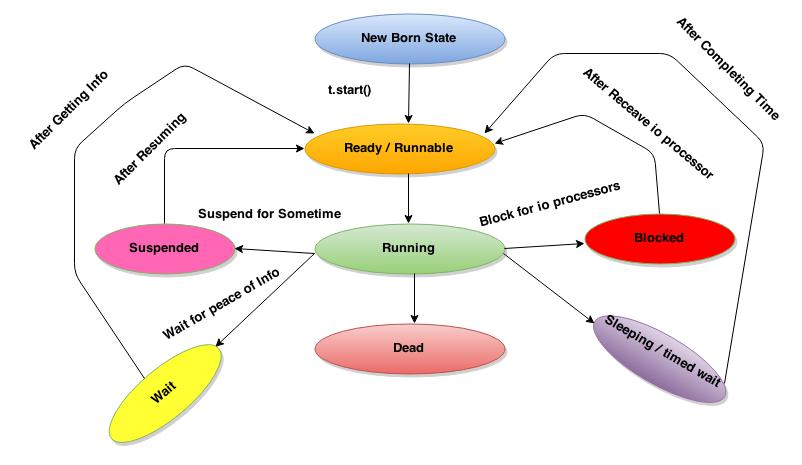 New Born State
t.start()
After Getting Info
After Completing Time
After Receave io processor
After Resuming
Ready / Runnable
Suspend for Sometime
Block for io processors
Suspended
Running
Blocked
Wait for peace of Info
Sleeping / timed wait
Dead
Wait